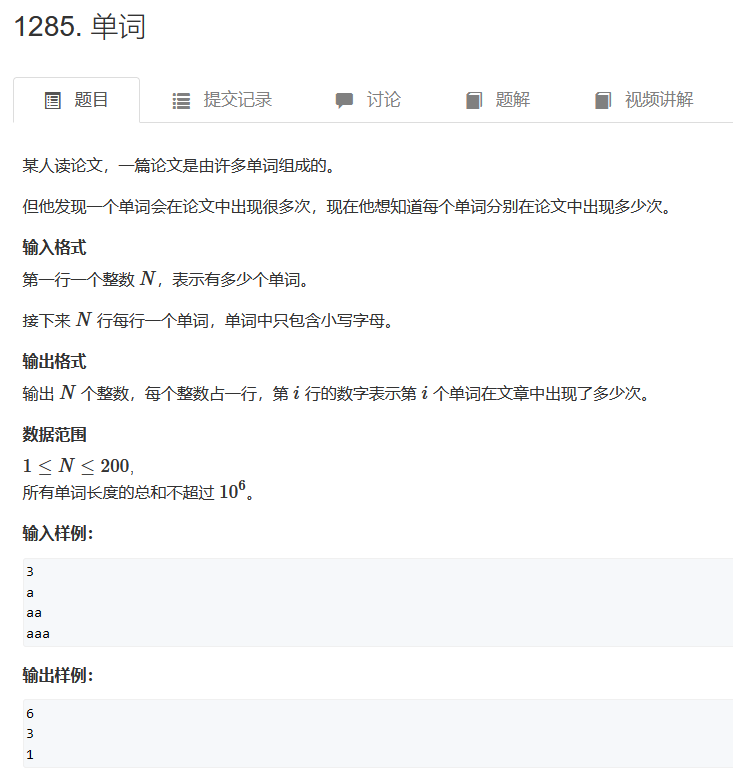 1285. 单词
题目 提交记录 讨论 题解 视频讲解
某人读论文，一篇论文是由许多单词组成的。
但他发现一个单词会在论文中出现很多次，现在他想知道每个单词分别在论文中出现多少次。
输入格式
第一行一个整数 N，表示有多少个单词。
接下来 N 行每行一个单词，单词中只包含小写字母。
输出格式
输出 N 个整数，每个整数占一行，第 i 行的数字表示第 i 个单词在文章中出现了多少次。
数据范围
1 ≤ N ≤ 200,
所有单词长度的总和不超过 10⁶。
输入样例：
3
a
aa
aaa
输出样例：
6
3
1